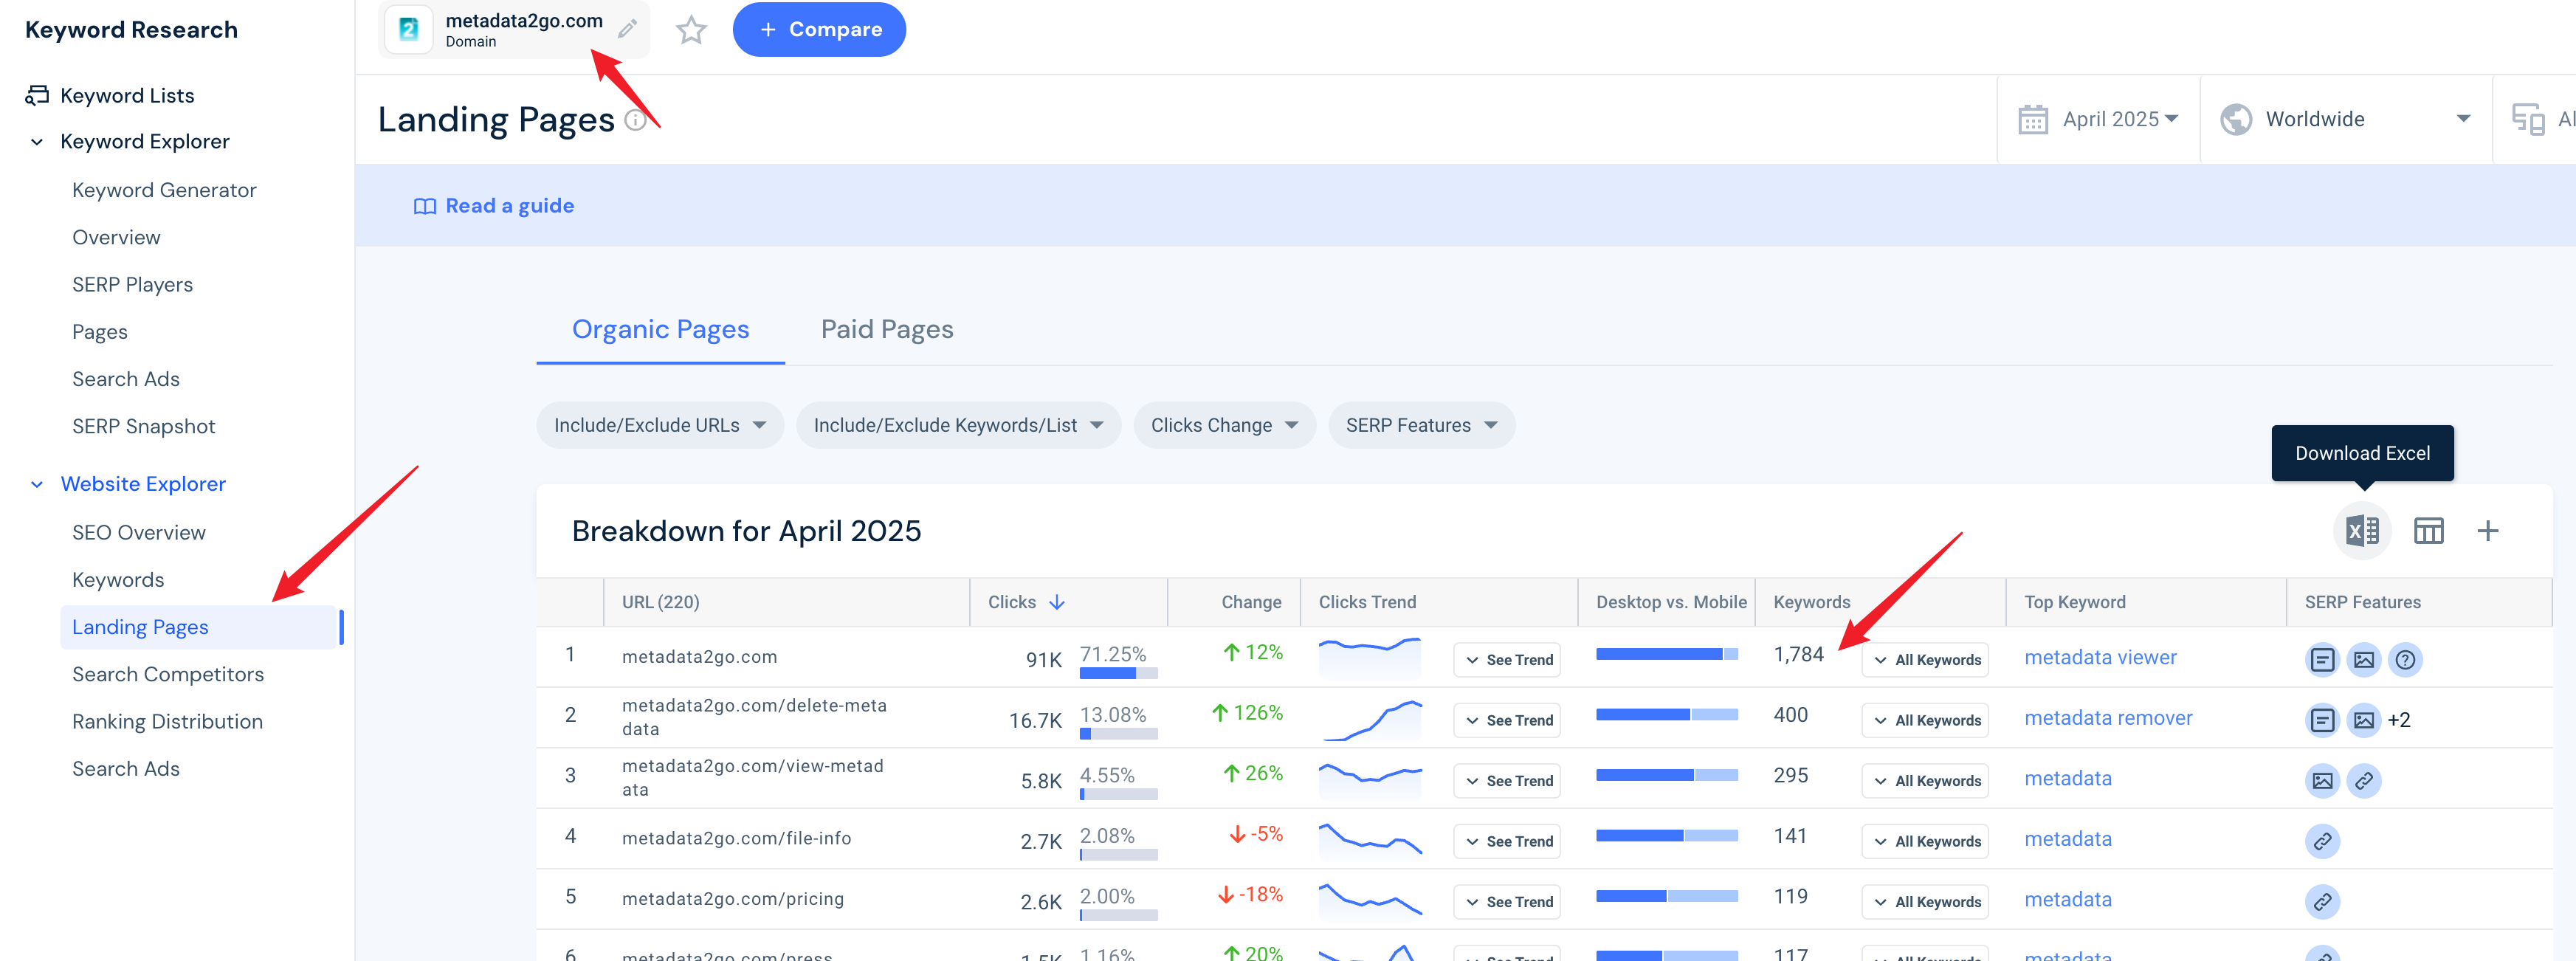 Keyword Research
Keyword Lists
Keyword Explorer
Keyword Generator
Overview
SERP Players
Pages
Search Ads
SERP Snapshot
Website Explorer
SEO Overview
Keywords
Landing Pages
Search Competitors
Ranking Distribution
Search Ads
2
metadata2go.com
Domain
+ Compare
Landing Pages
April 2025
Worldwide
Al
Read a guide
Organic Pages
Paid Pages
Include/Exclude URLs
Include/Exclude Keywords/List
Clicks Change
SERP Features
Download Excel
Breakdown for April 2025
URL (220) Clicks Change Clicks Trend Desktop vs. Mobile Keywords Top Keyword SERP Features
1 metadata2go.com 91K 71.25% 12% See Trend 1,784 All Keywords metadata viewer
2 metadata2go.com/delete-meta
data 16.7K 13.08% 126% See Trend 400 All Keywords metadata remover +2
3 metadata2go.com/view-metad
ata 5.8K 4.55% 26% See Trend 295 All Keywords metadata
4 metadata2go.com/file-info 2.7K 2.08% -5% See Trend 141 All Keywords metadata
5 metadata2go.com/pricing 2.6K 2.00% -18% See Trend 119 All Keywords metadata
6 metadata2go.com/press 1.5K 1.16% 20% See Trend 117 All Keywords metadata